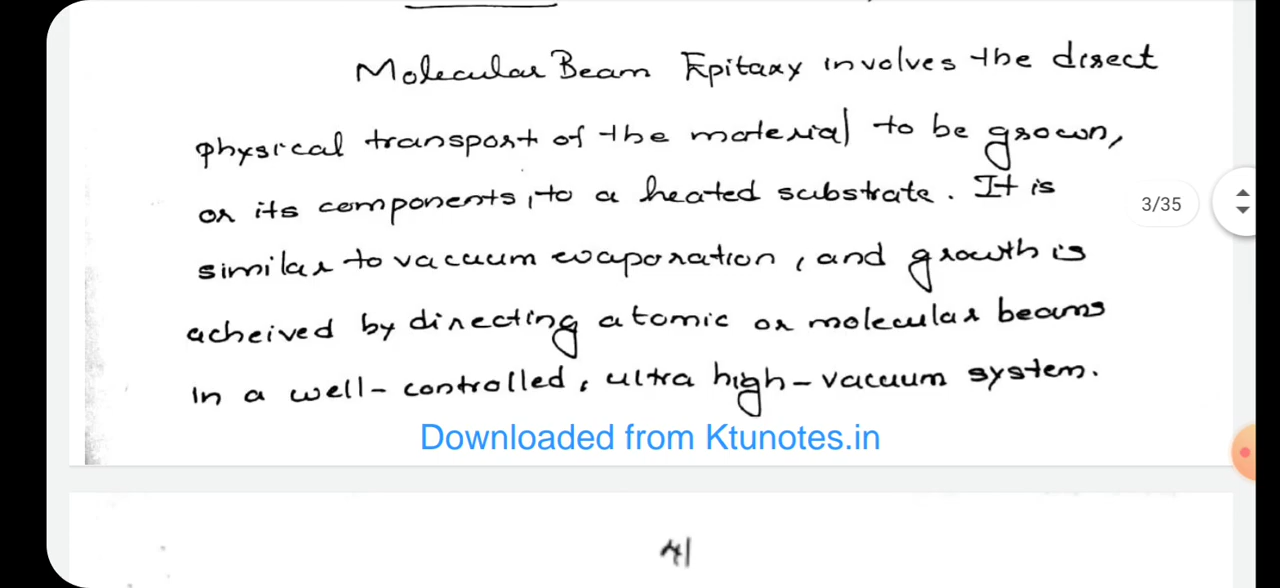 Molecular Beam Epitaxy involves the direct
physical transport of the material to be grown,
or its components, to a heated substrate. It is
3/35
similar to vacuum evaporation, and growth is
acheived by directing atomic or molecular beams
in a well-controlled, ultra high-vacuum system.
Downloaded from Ktunotes.in